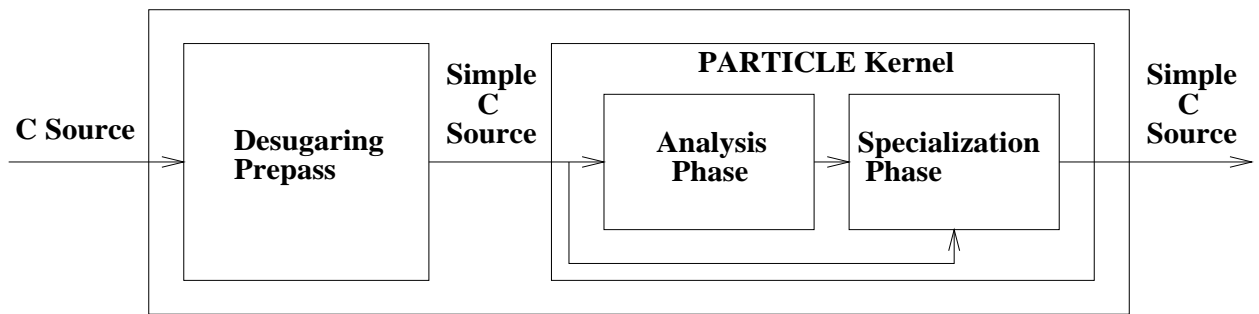 C Source
Desugaring
Prepass
Simple
C
Source
PARTICLE Kernel
Analysis
Phase
Specialization
Phase
Simple
C
Source